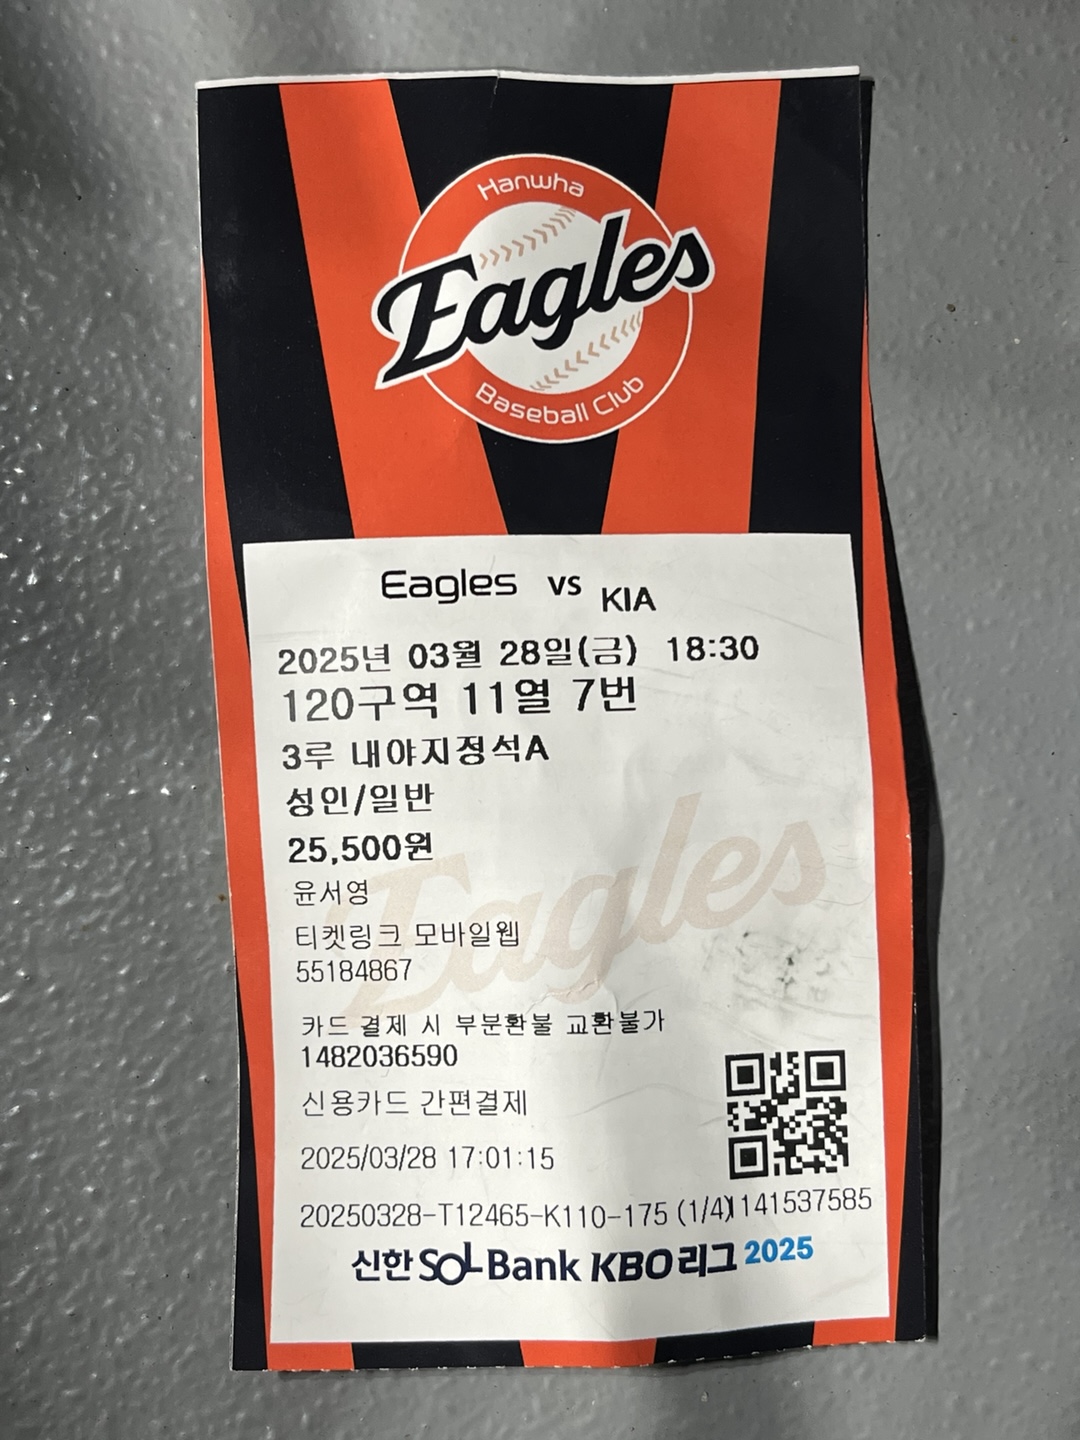 Hanwha
Eagles
Baseball Club
Eagles vs KIA
2025년 03월 28일(금) 18:30
120구역 11열 7번
3루 내야지정석A
성인/일반
25,500원
윤서영
Eagles
티켓링크 모바일웹
55184867
카드 결제 시 부분환불 교환불가
1482036590
신용카드 간편결제
2025/03/28 17:01:15
20250328-T12465-K110-175 (1/4)1141537585
신한 SOL Bank KBO 리그 2025